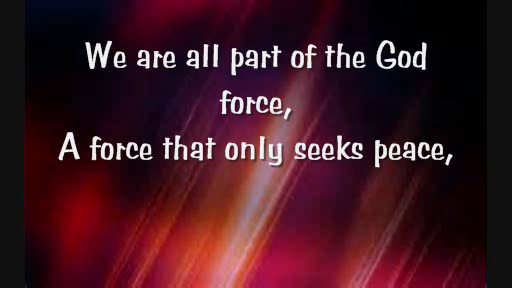 We are all part of the God
force,
A force that only seeks peace,